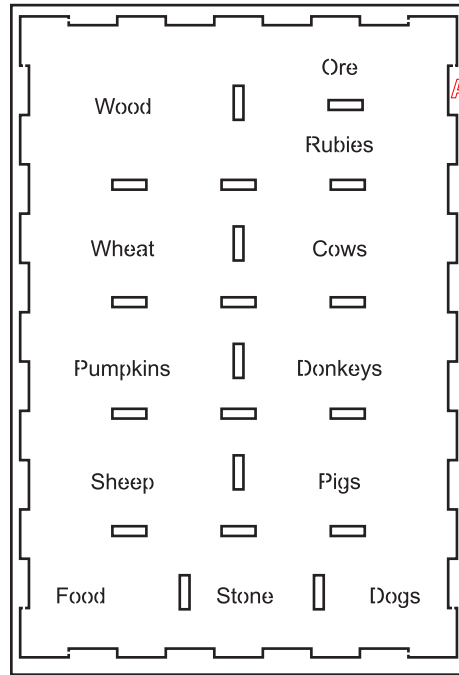 Ore
Wood
Rubies
Wheat Cows
Pumpkins Donkeys
Sheep Pigs
Food Stone Dogs